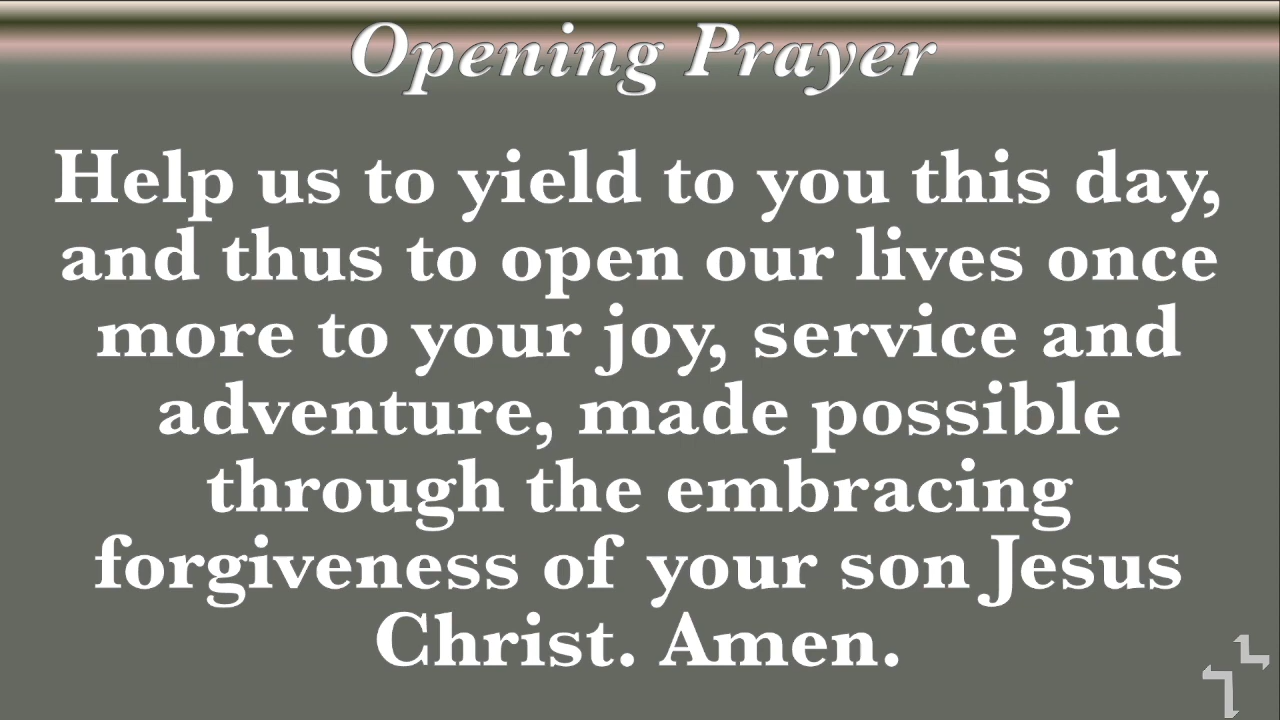 Opening Prayer
Help us to yield to you this day,
and thus to open our lives once
more to your joy, service and
adventure, made possible
through the embracing
forgiveness of your son Jesus
Christ. Amen.